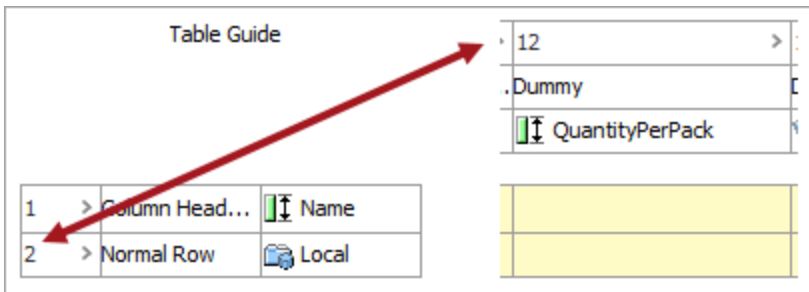 Table Guide
> 12 >
Dummy
QuantityPerPack
1 > Column Head... Name
2 > Normal Row Local